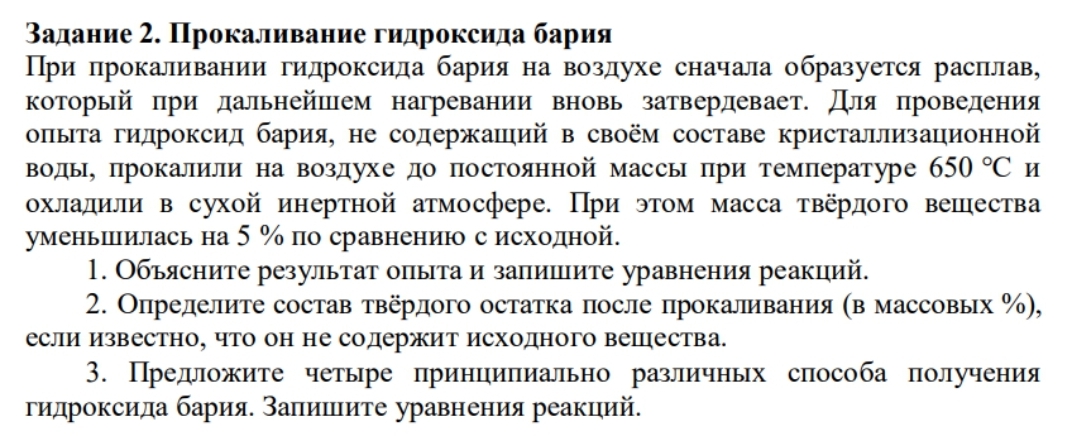 Задание 2. Прокаливание гидроксида бария
При прокаливании гидроксида бария на воздухе сначала образуется расплав,
который при дальнейшем нагревании вновь затвердевает. Для проведения
опыта гидроксид бария, не содержащий в своём составе кристаллизационной
воды, прокалили на воздухе до постоянной массы при температуре 650 °С и
охладили в сухой инертной атмосфере. При этом масса твёрдого вещества
уменьшилась на 5 % по сравнению с исходной.
1. Объясните результат опыта и запишите уравнения реакций.
2. Определите состав твёрдого остатка после прокаливания (в массовых %),
если известно, что он не содержит исходного вещества.
3. Предложите четыре принципиально различных способа получения
гидроксида бария. Запишите уравнения реакций.